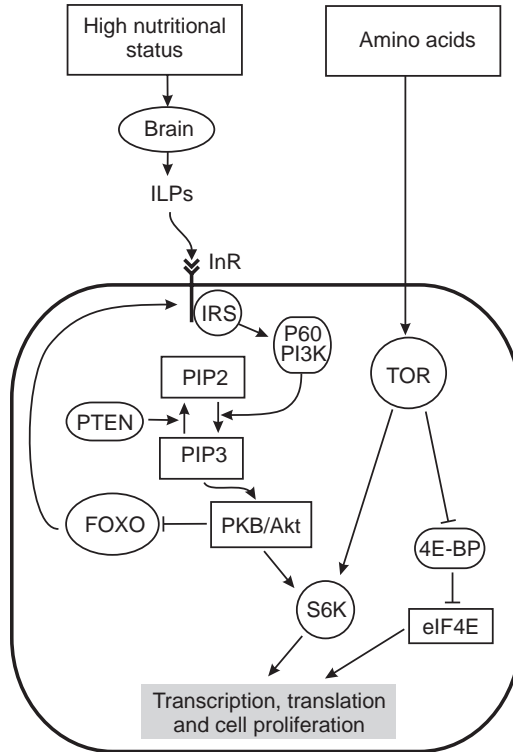 High nutritional
status
Amino acids
Brain
ILPs
InR
IRS
P60
PI3K
PIP2
TOR
PTEN
PIP3
FOXO
PKB/Akt
4E-BP
S6K
eIF4E
Transcription, translation
and cell proliferation